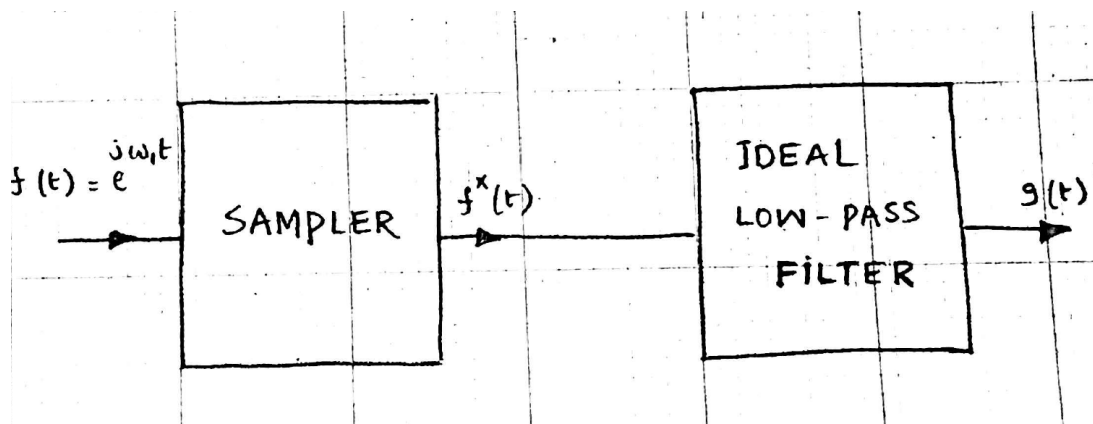 f(t) = e^{jω₁t}
SAMPLER
f^x(t)
IDEAL
LOW-PASS
FILTER
g(t)